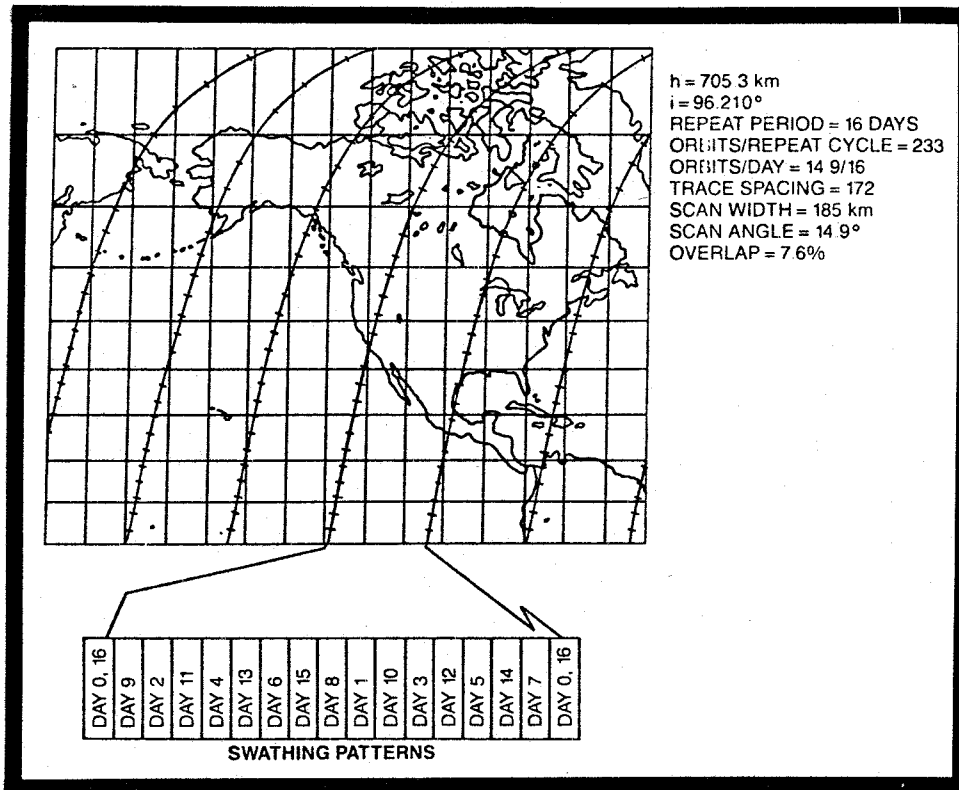 h = 705.3 km
i = 96.210°
REPEAT PERIOD = 16 DAYS
ORBITS/REPEAT CYCLE = 233
ORBITS/DAY = 14 9/16
TRACE SPACING = 172
SCAN WIDTH = 185 km
SCAN ANGLE = 14.9°
OVERLAP = 7.6%
DAY 0, 16
DAY 9
DAY 2
DAY 11
DAY 4
DAY 13
DAY 6
DAY 15
DAY 8
DAY 1
DAY 10
DAY 3
DAY 12
DAY 5
DAY 14
DAY 7
DAY 0, 16
SWATHING PATTERNS